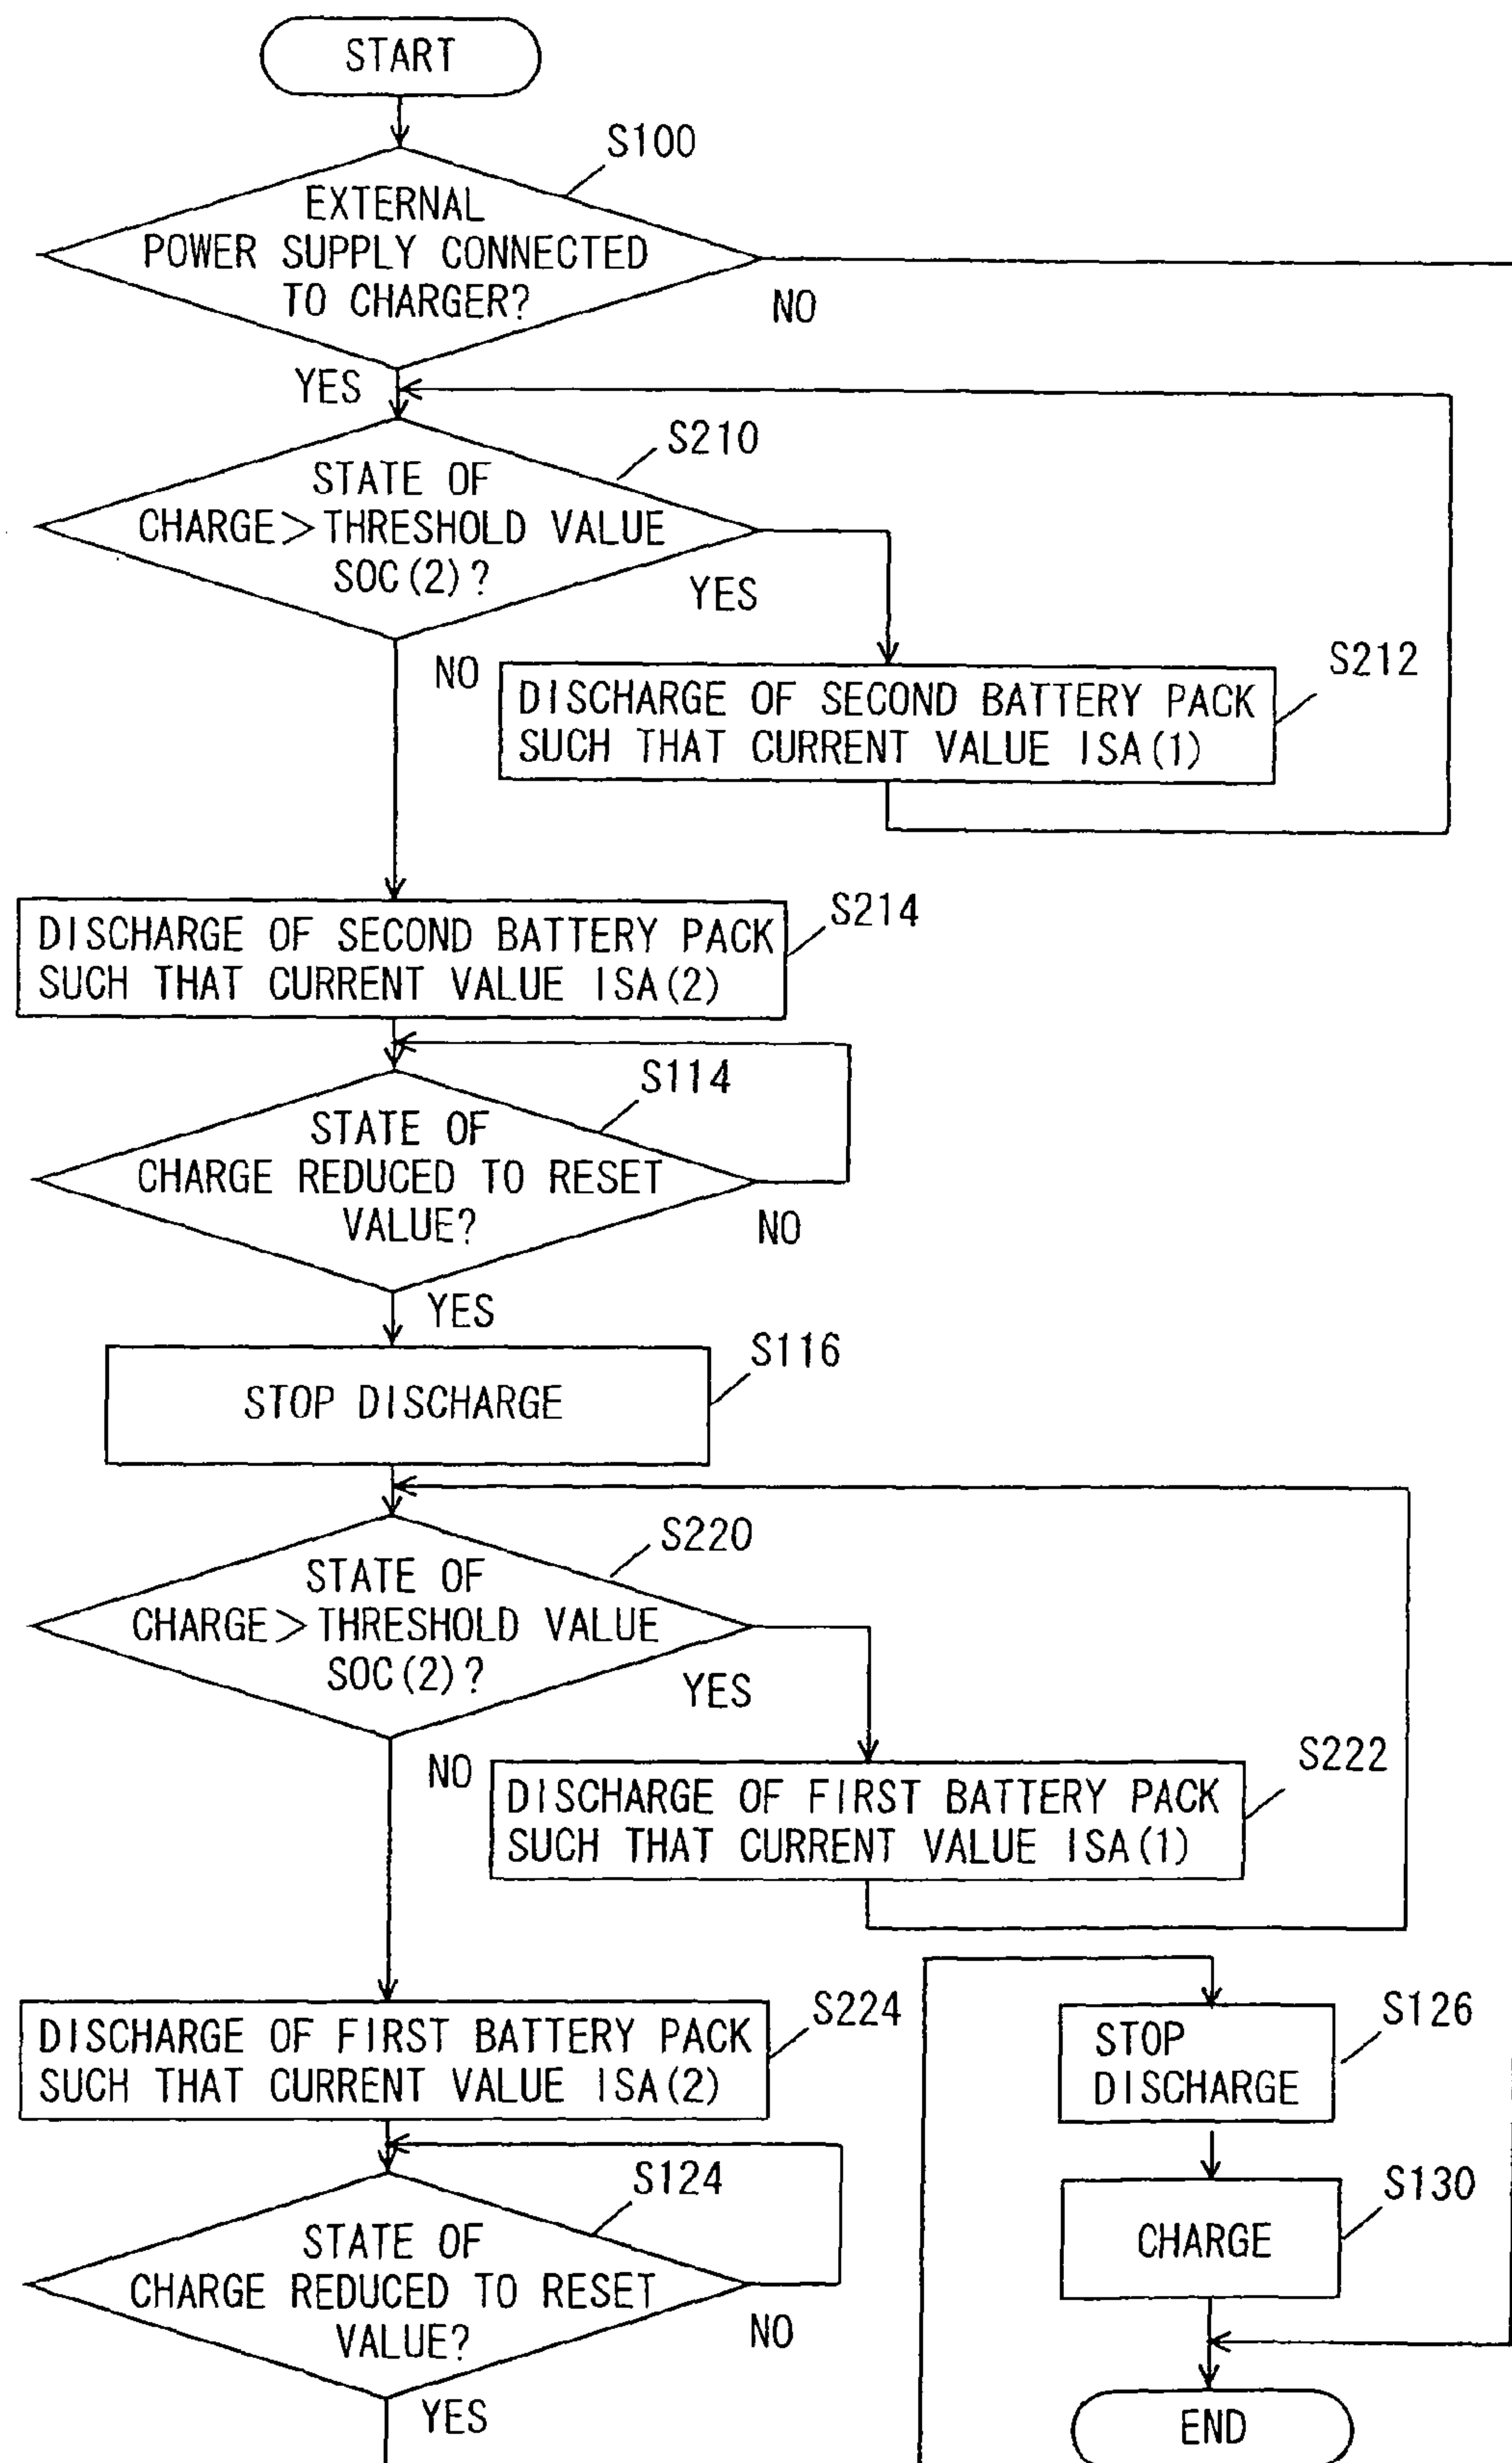 START
S100
EXTERNAL
POWER SUPPLY CONNECTED
TO CHARGER?
NO
YES
S210
STATE OF
CHARGE>THRESHOLD VALUE
SOC(2)?
YES
NO
S212
DISCHARGE OF SECOND BATTERY PACK
SUCH THAT CURRENT VALUE ISA(1)
S214
DISCHARGE OF SECOND BATTERY PACK
SUCH THAT CURRENT VALUE ISA(2)
S114
STATE OF
CHARGE REDUCED TO RESET
VALUE?
NO
YES
S116
STOP DISCHARGE
S220
STATE OF
CHARGE>THRESHOLD VALUE
SOC(2)?
YES
NO
S222
DISCHARGE OF FIRST BATTERY PACK
SUCH THAT CURRENT VALUE ISA(1)
S224
DISCHARGE OF FIRST BATTERY PACK
SUCH THAT CURRENT VALUE ISA(2)
S124
STATE OF
CHARGE REDUCED TO RESET
VALUE?
NO
YES
S126
STOP
DISCHARGE
S130
CHARGE
END